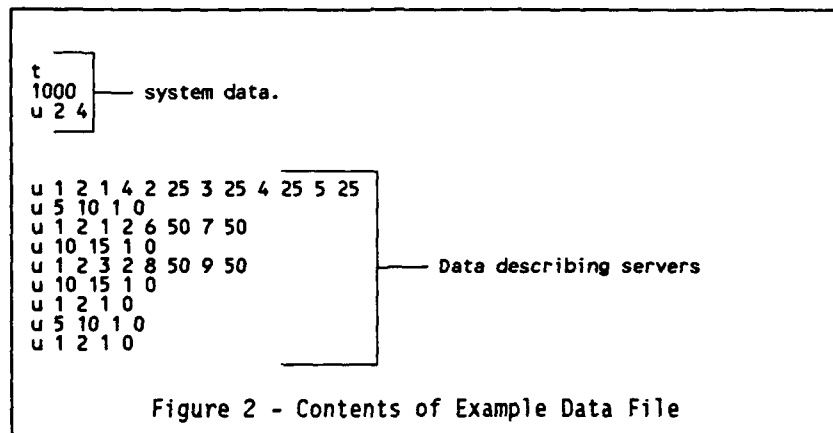 t
1000
u 2 4
system data.
u 1 2 1 4 2 25 3 25 4 25 5 25
u 5 10 1 0
u 1 2 1 2 6 50 7 50
u 10 15 1 0
u 1 2 3 2 8 50 9 50
u 10 15 1 0
u 1 2 1 0
u 5 10 1 0
u 1 2 1 0
Data describing servers
Figure 2 - Contents of Example Data File